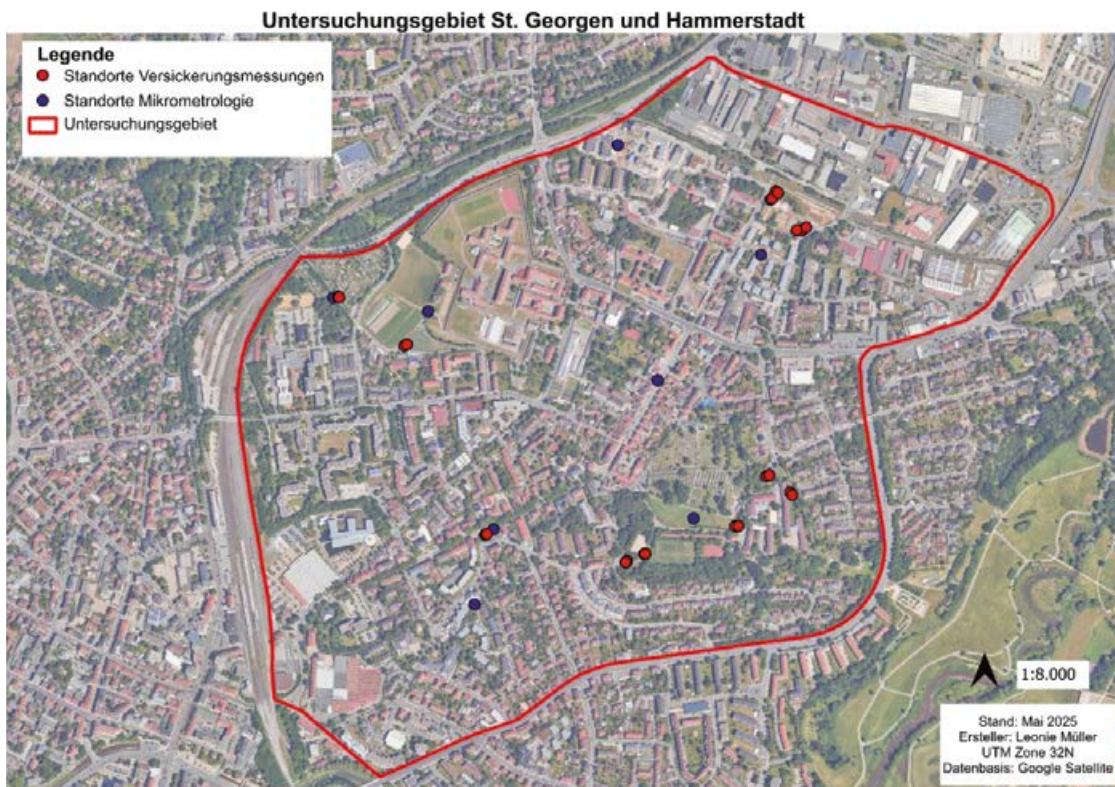 Untersuchungsgebiet St. Georgen und Hammerstadt
Legende
Standorte Versickerungsmessungen
Standorte Mikrometrologie
Untersuchungsgebiet
1:8.000
Stand: Mai 2025
Ersteller: Leonie Müller
UTM Zone 32N
Datenbasis: Google Satellite